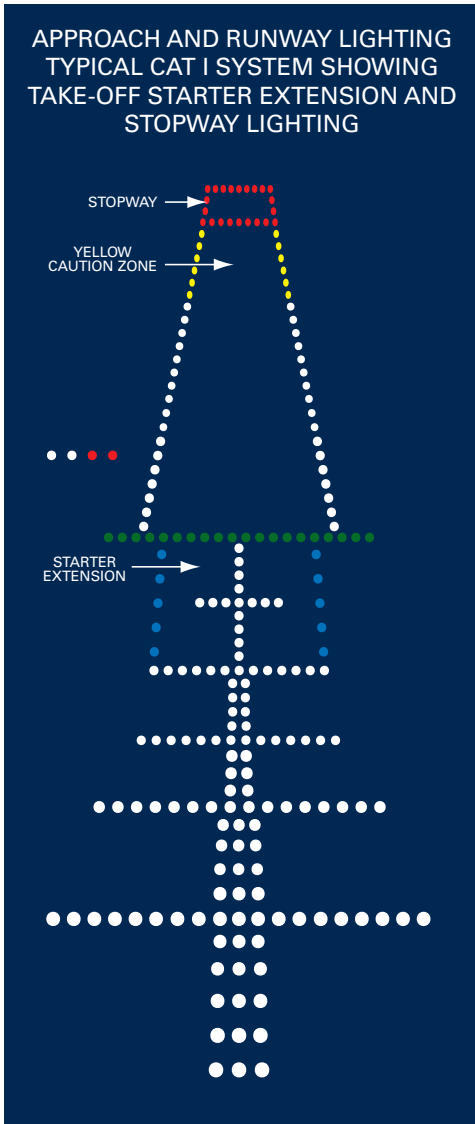 APPROACH AND RUNWAY LIGHTING
TYPICAL CAT I SYSTEM SHOWING
TAKE-OFF STARTER EXTENSION AND
STOPWAY LIGHTING
STOPWAY
YELLOW
CAUTION ZONE
STARTER
EXTENSION